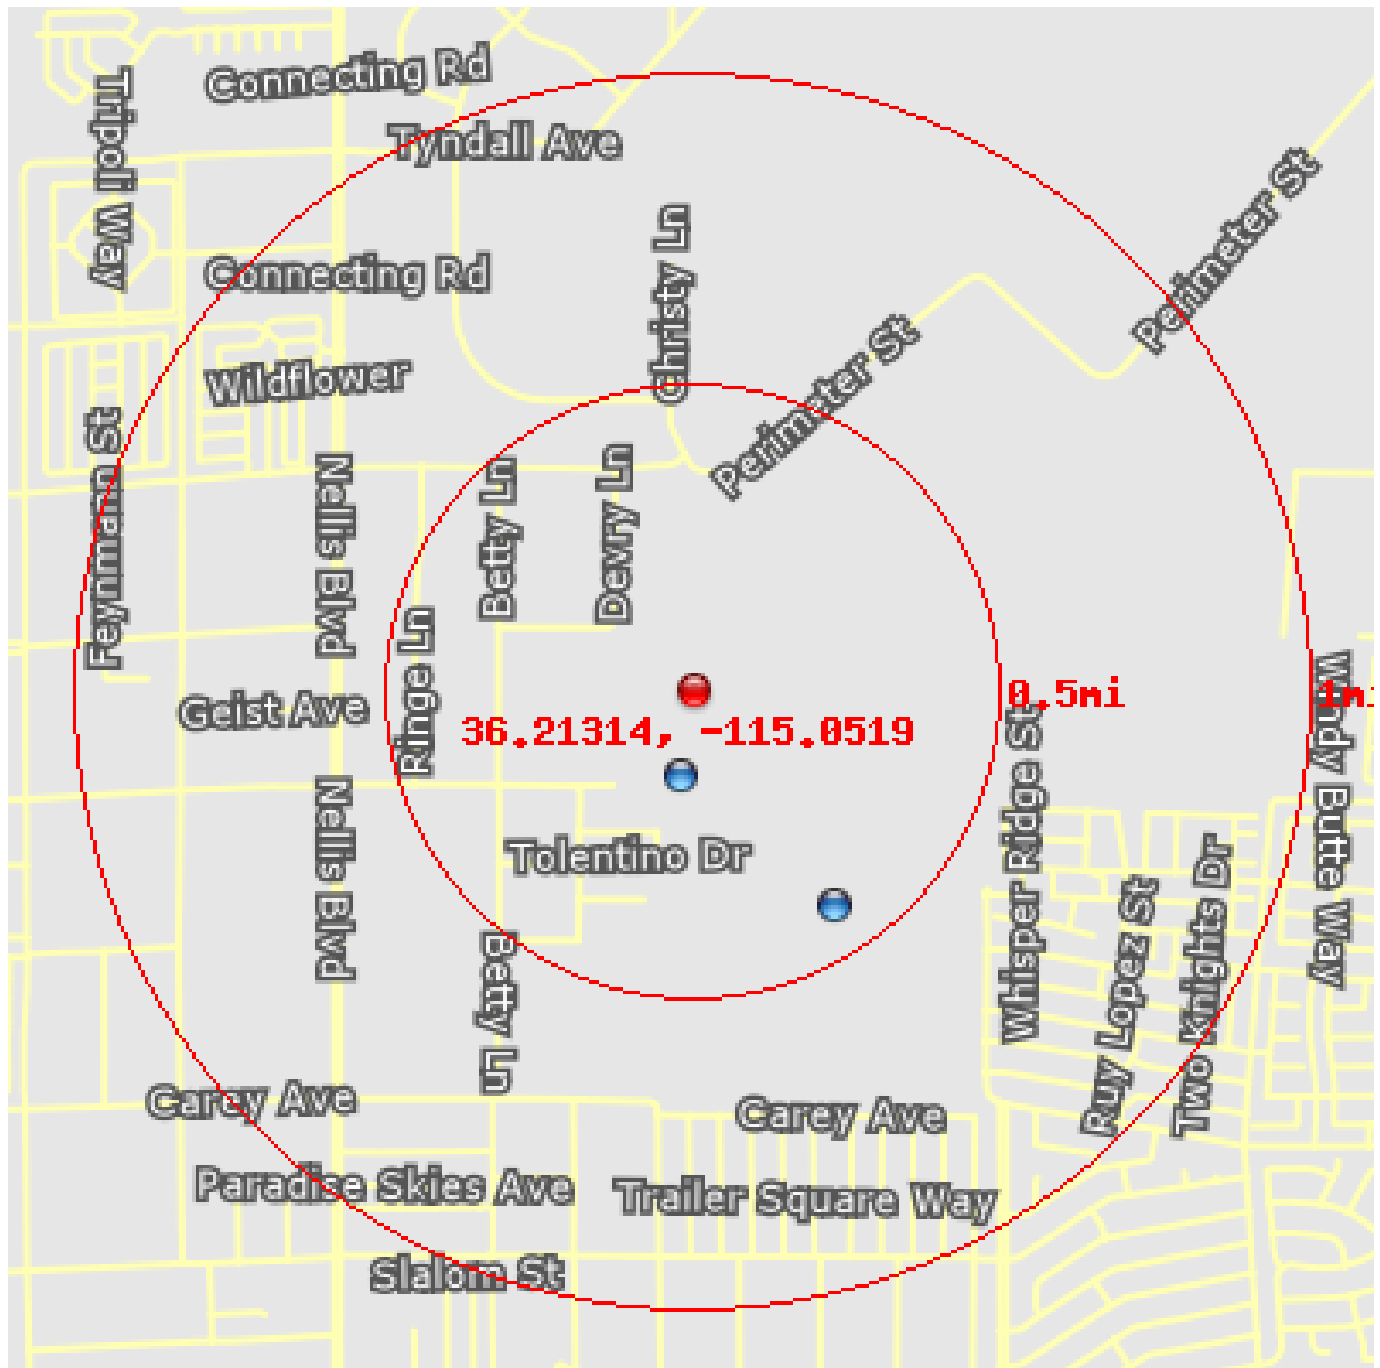 Connecting Rd
Tripoli Way
Tyndall Ave
Perimeter St
Connecting Rd
Christy Ln
Perimeter St
Wildflower
Feynmann St
Nellis Blvd
Betty Ln
Devry Ln
Ringe Ln
Geist Ave
36.21314, -115.0519
0.5mi
1mi
Windy Butte Way
Whisper Ridge St
Nellis Blvd
Tolentino Dr
Ruy Lopez St
Two Knights Dr
Betty Ln
Carey Ave
Carey Ave
Paradise Skies Ave
Trailer Square Way
Slalom St